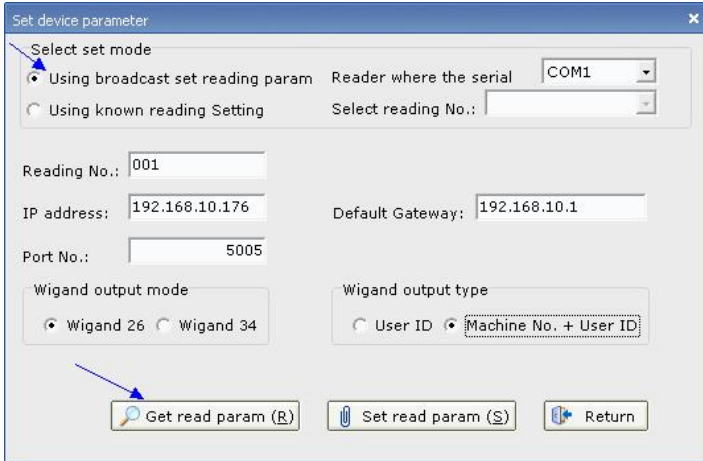 Set device parameter
Select set mode
Using broadcast set reading param Reader where the serial COM1
Using known reading Setting Select reading No.:
Reading No.: 001
IP address: 192.168.10.176 Default Gateway: 192.168.10.1
Port No.: 5005
Wigand output mode Wigand output type
Wigand 26 Wigand 34 User ID Machine No. + User ID
Get read param (R) Set read param (S) Return